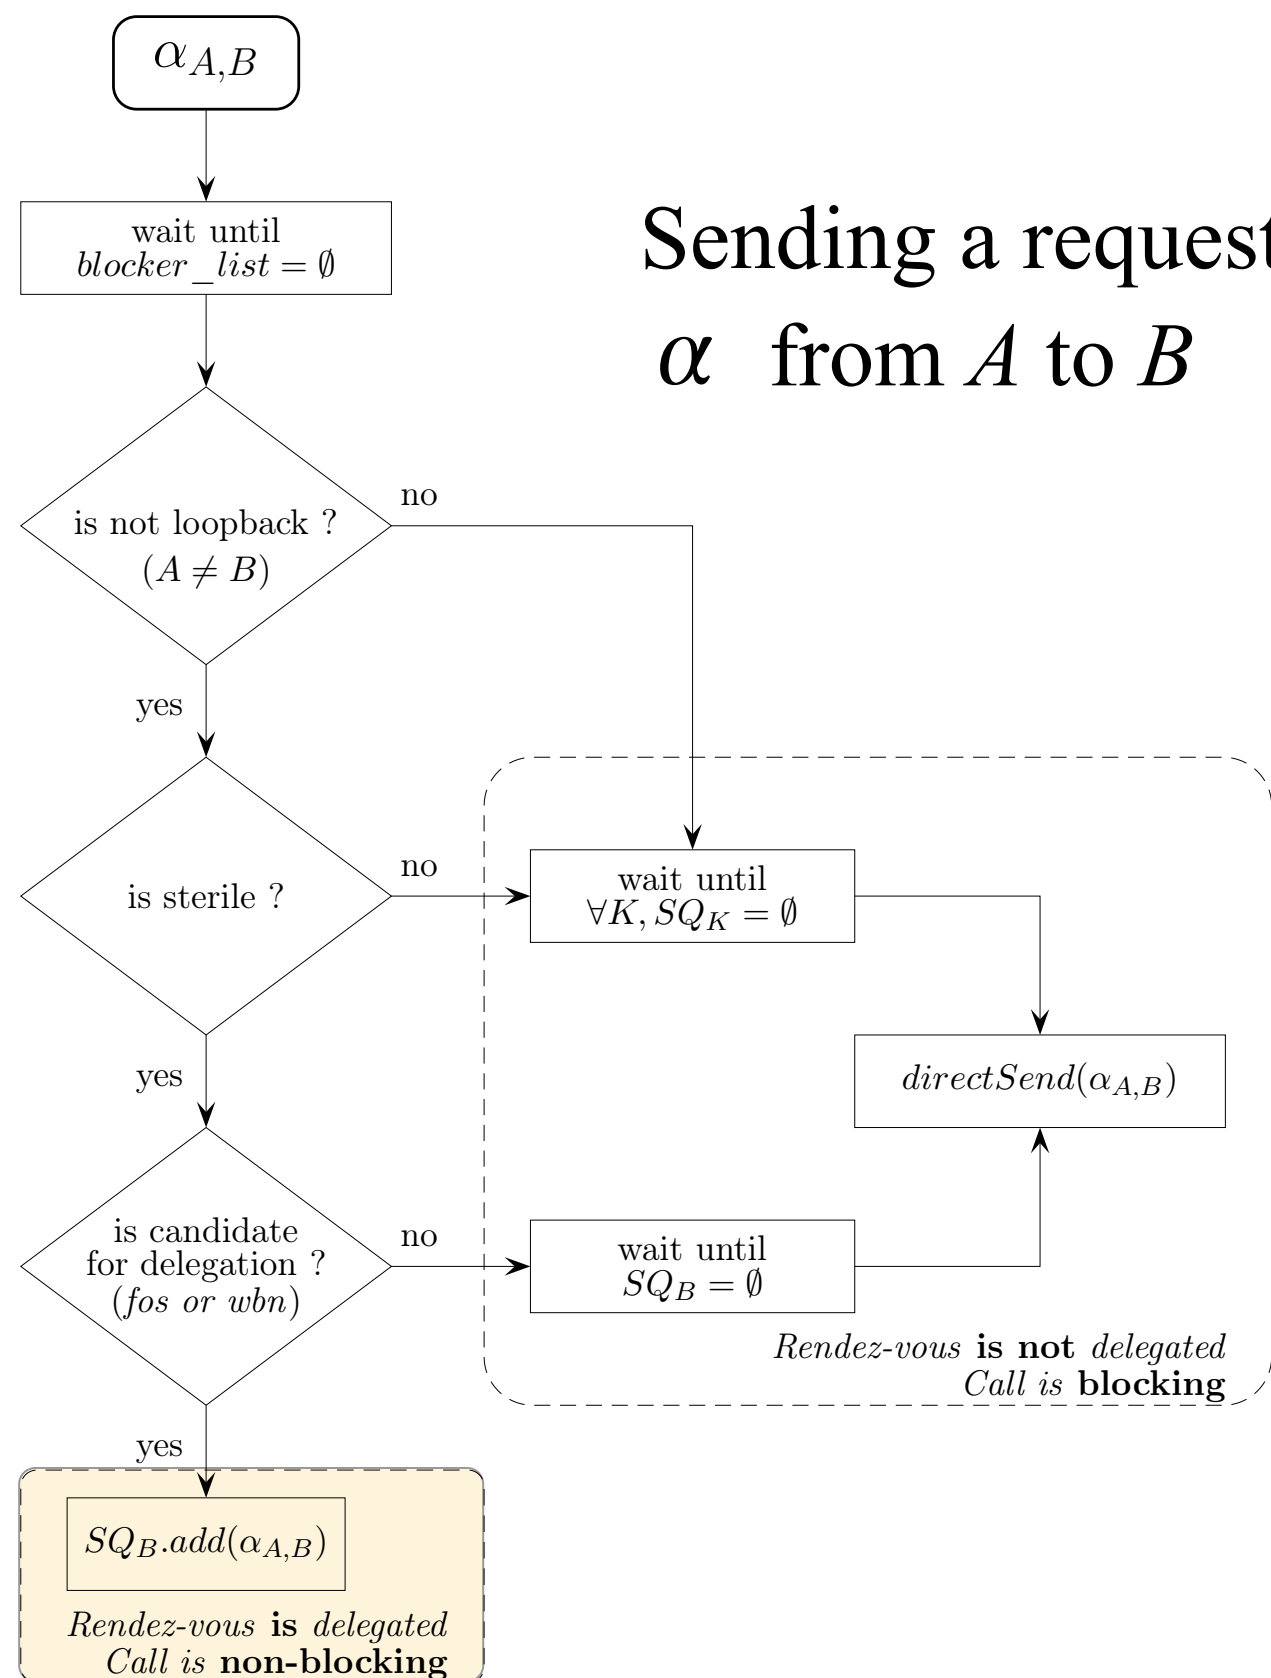 α_{A,B}
wait until
blocker_list = ∅
Sending a request
α from A to B
is not loopback ?
(A ≠ B)
no
yes
is sterile ?
no
wait until
∀K, SQ_K = ∅
yes
directSend(α_{A,B})
is candidate
for delegation ?
(fos or wbn)
no
wait until
SQ_B = ∅
Rendez-vous is not delegated
Call is blocking
yes
SQ_B.add(α_{A,B})
Rendez-vous is delegated
Call is non-blocking